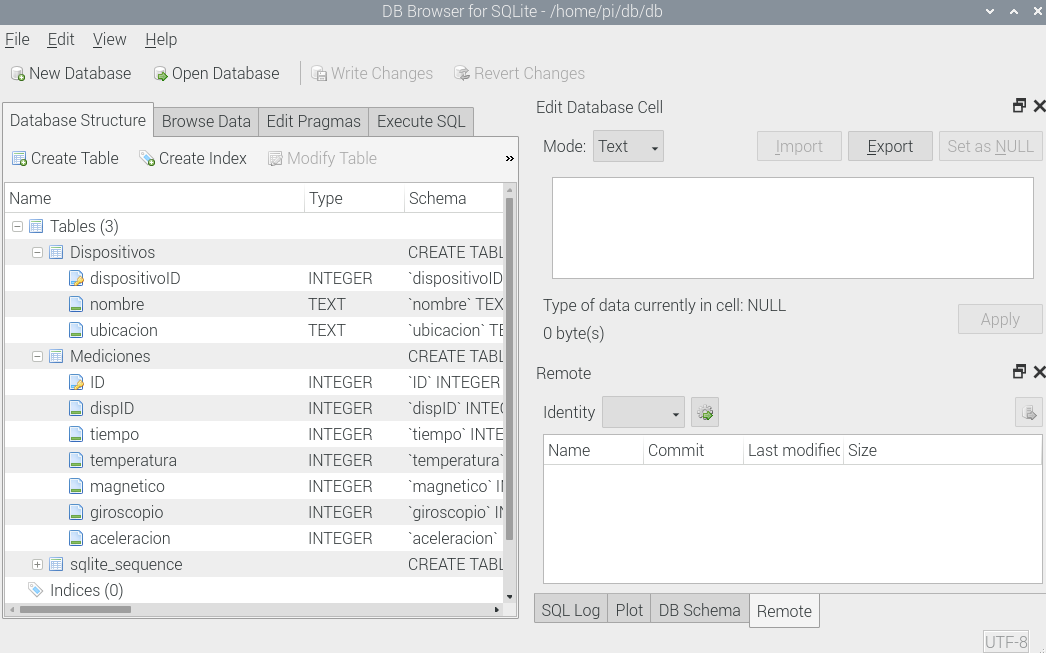 DB Browser for SQLite - /home/pi/db/db
File Edit View Help
New Database Open Database Write Changes Revert Changes
Database Structure Browse Data Edit Pragmas Execute SQL
Create Table Create Index Modify Table »
Name Type Schema
Tables (3)
Dispositivos CREATE TABL
dispositivoID INTEGER `dispositivoID
nombre TEXT `nombre` TEX
ubicacion TEXT `ubicacion` TE
Mediciones CREATE TABL
ID INTEGER `ID` INTEGER
dispID INTEGER `dispID` INTEG
tiempo INTEGER `tiempo` INTE
temperatura INTEGER `temperatura`
magnetico INTEGER `magnetico` IN
giroscopio INTEGER `giroscopio` IN
aceleracion INTEGER `aceleracion`
sqlite_sequence CREATE TABL
Indices (0)
Edit Database Cell
Mode: Text Import Export Set as NULL
Type of data currently in cell: NULL
0 byte(s)
Apply
Remote
Identity
Name Commit Last modified Size
SQL Log Plot DB Schema Remote
UTF-8